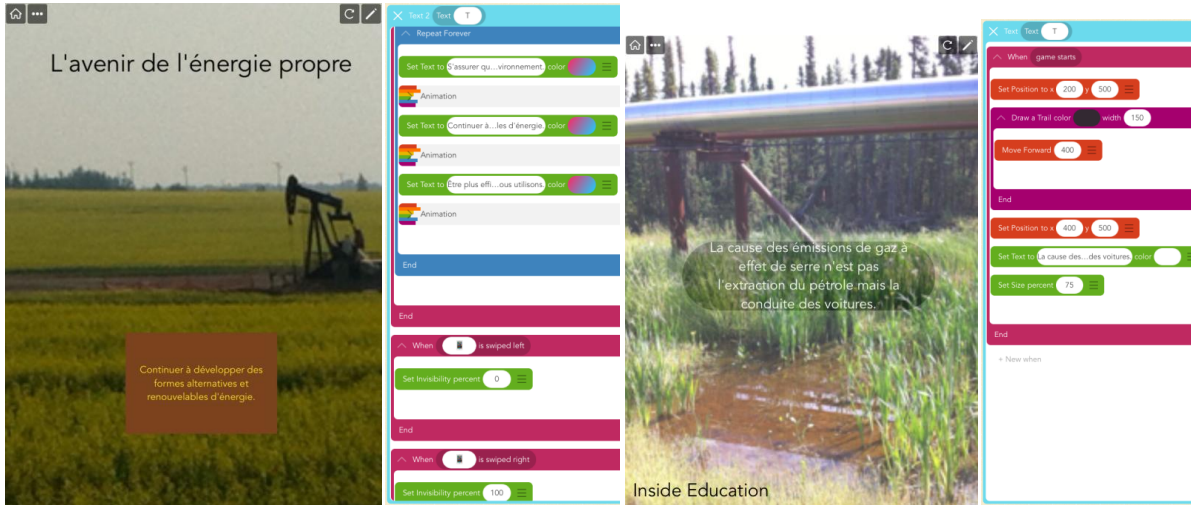 L'avenir de l'énergie propre
Continuer à développer des
formes alternatives et
renouvelables d'énergie.
Text 2 Text T
Repeat Forever
Set Text to S'assurer qu...vironnement. color
Animation
Set Text to Continuer à...les d'énergie. color
Animation
Set Text to Être plus effi...ous utilisons. color
Animation
End
End
When is swiped left
Set Invisibility percent 0
End
When is swiped right
Set Invisibility percent 100
La cause des émissions de gaz à
effet de serre n'est pas
l'extraction du pétrole mais la
conduite des voitures.
Inside Education
Text Text T
When game starts
Set Position to x 200 y 500
Draw a Trail color width 150
Move Forward 400
End
Set Position to x 400 y 500
Set Text to La cause des...des voitures. color
Set Size percent 75
End
+ New when